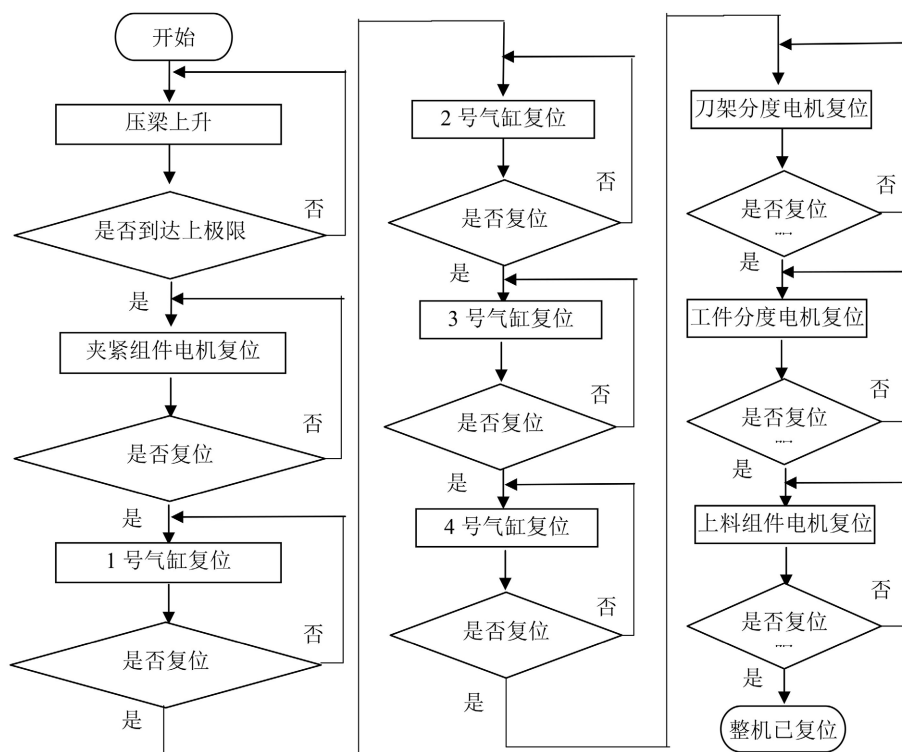 开始
压梁上升
是否到达上极限
否
是
夹紧组件电机复位
否
是否复位
是
1 号气缸复位
否
是否复位
是
2 号气缸复位
否
是否复位
是
3 号气缸复位
否
是否复位
是
4 号气缸复位
否
是否复位
是
刀架分度电机复位
否
是否复位
是
工件分度电机复位
否
是否复位
是
上料组件电机复位
否
是否复位
是
整机已复位